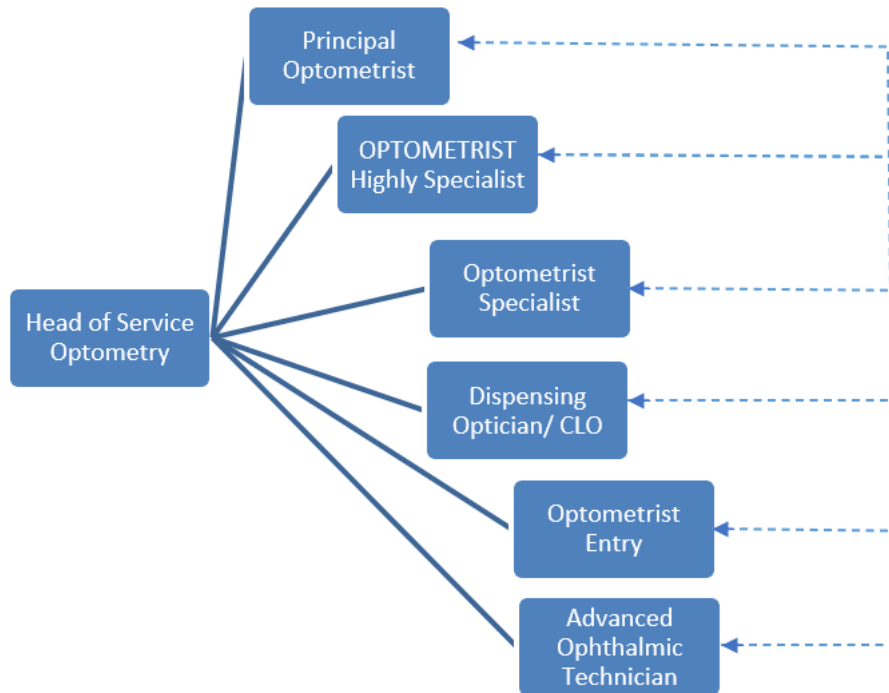 Principal
Optometrist
OPTOMETRIST
Highly Specialist
Optometrist
Specialist
Head of Service
Optometry
Dispensing
Optician/ CLO
Optometrist
Entry
Advanced
Ophthalmic
Technician